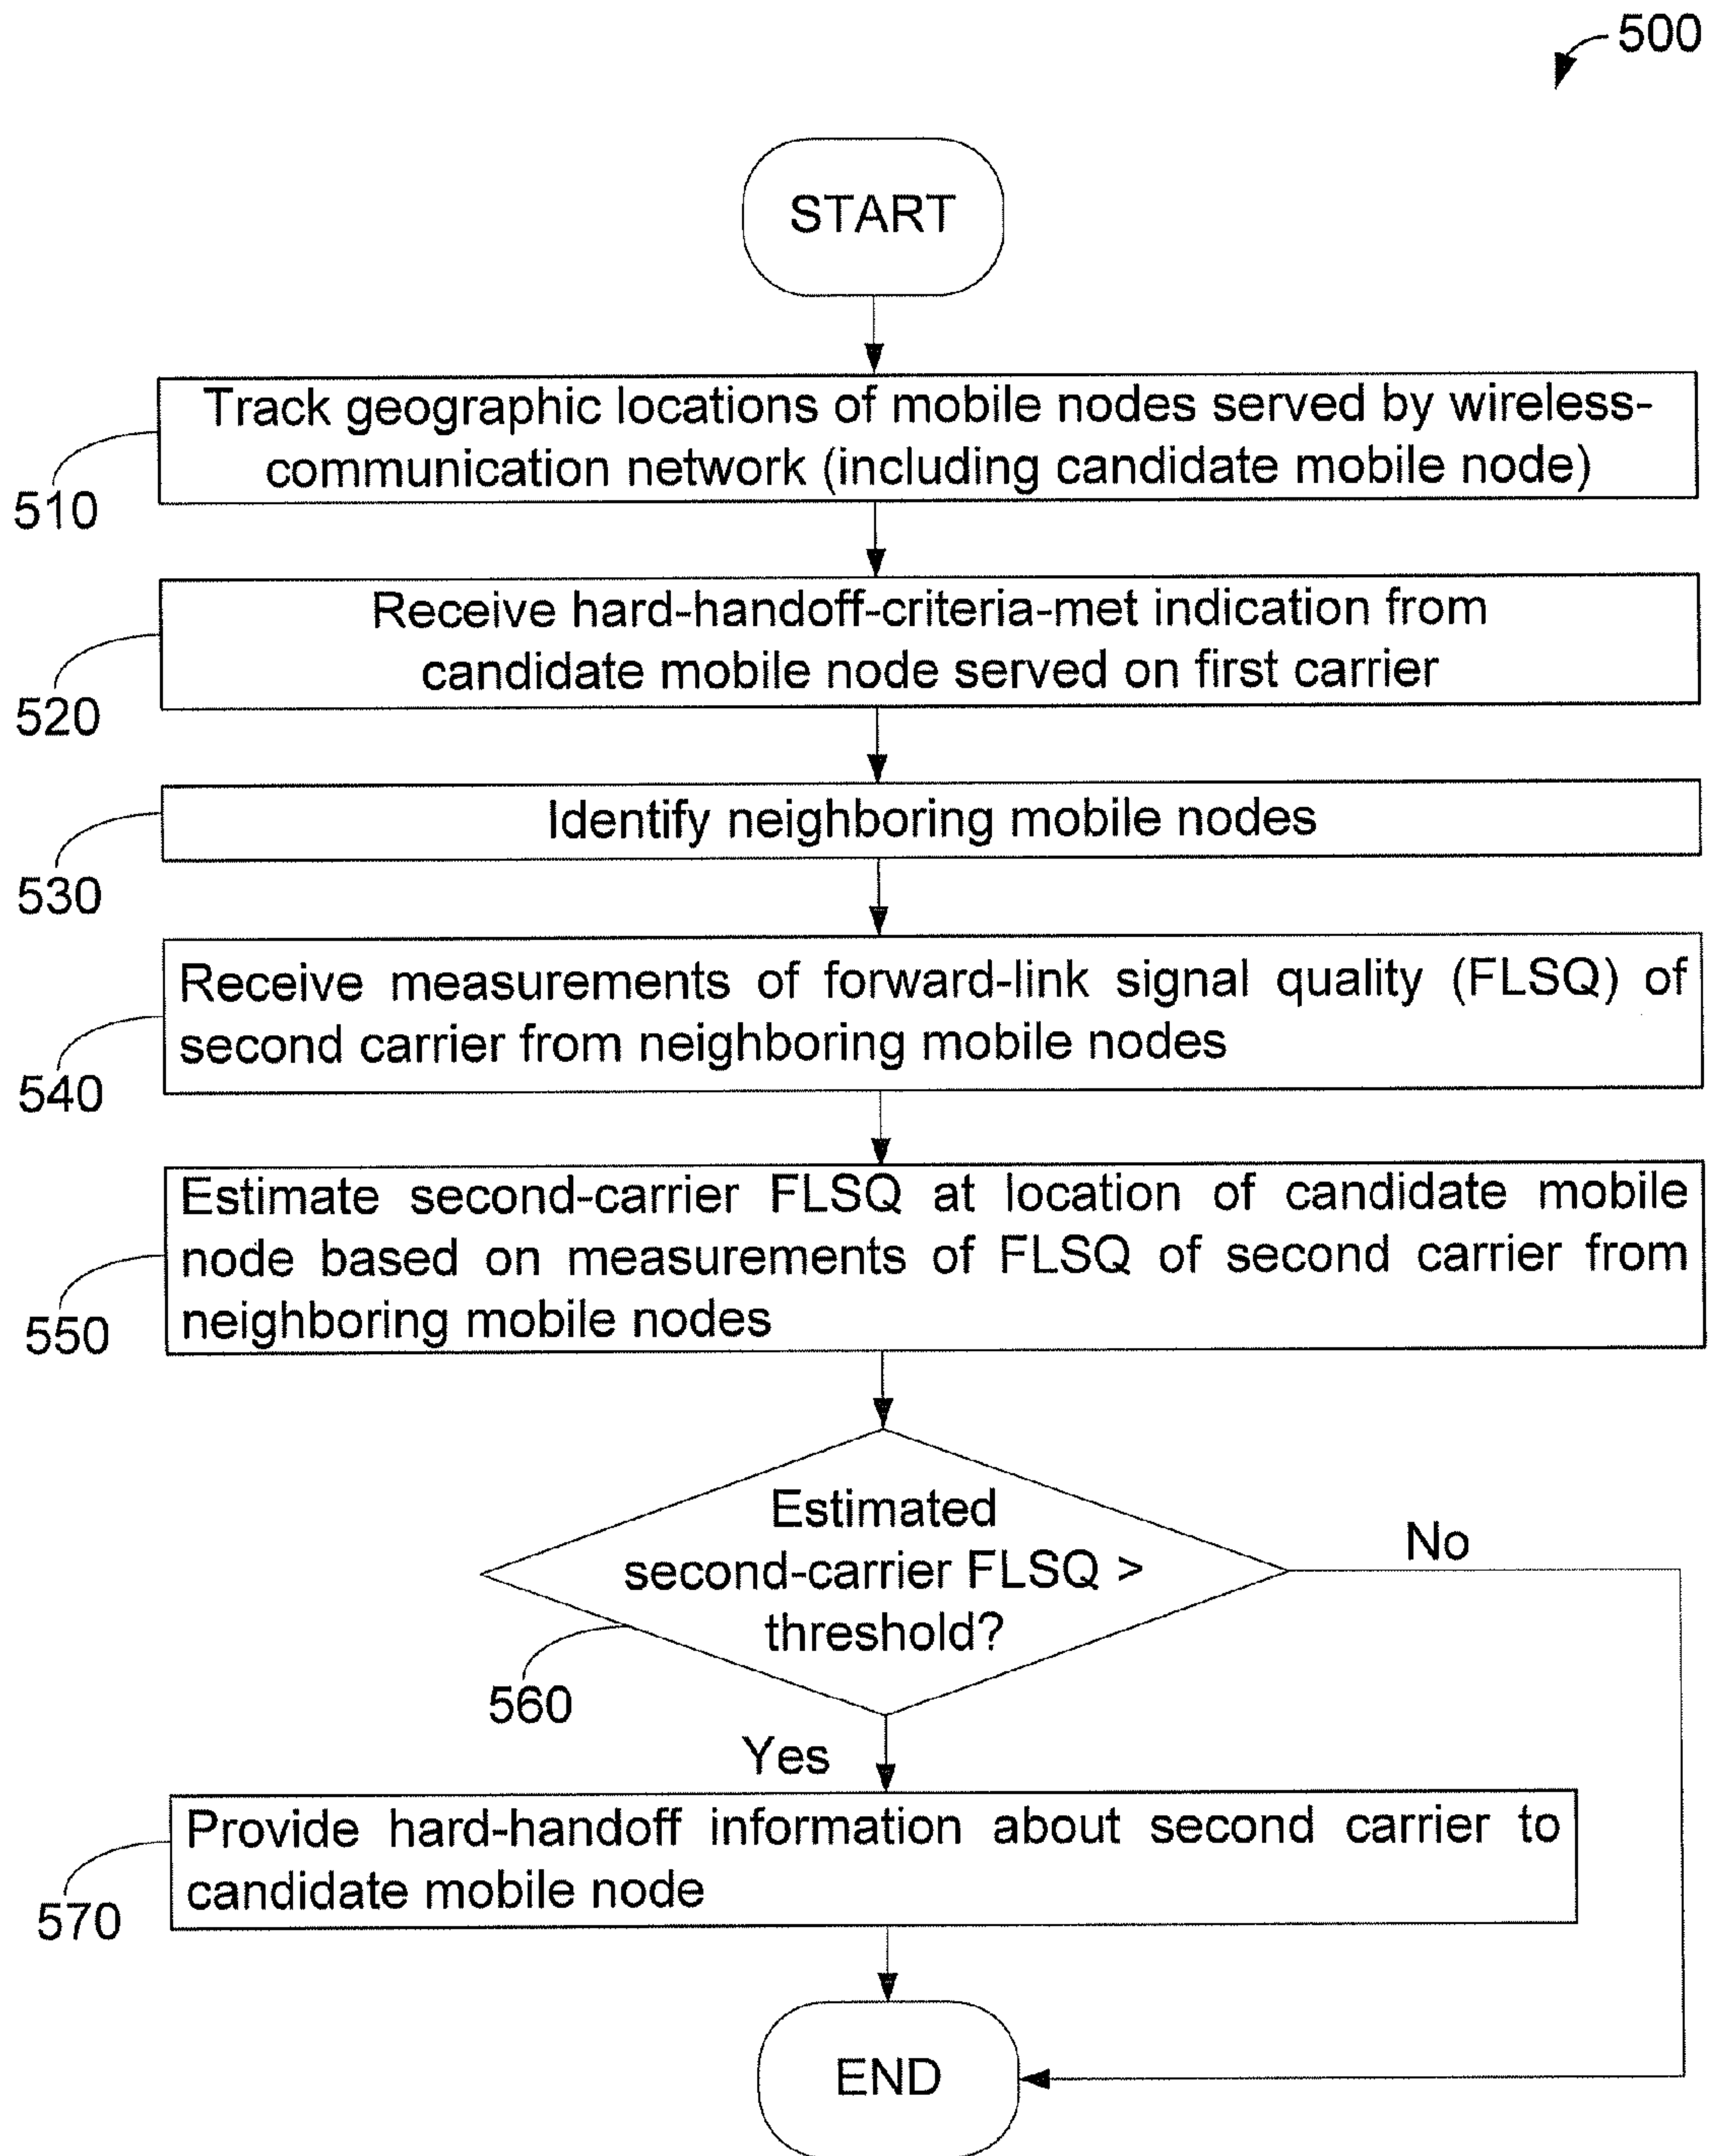 500
START
Track geographic locations of mobile nodes served by wireless-
communication network (including candidate mobile node)
510
Receive hard-handoff-criteria-met indication from
candidate mobile node served on first carrier
520
Identify neighboring mobile nodes
530
Receive measurements of forward-link signal quality (FLSQ) of
second carrier from neighboring mobile nodes
540
Estimate second-carrier FLSQ at location of candidate mobile
node based on measurements of FLSQ of second carrier from
neighboring mobile nodes
550
Estimated
second-carrier FLSQ >
threshold?
No
560
Yes
Provide hard-handoff information about second carrier to
candidate mobile node
570
END